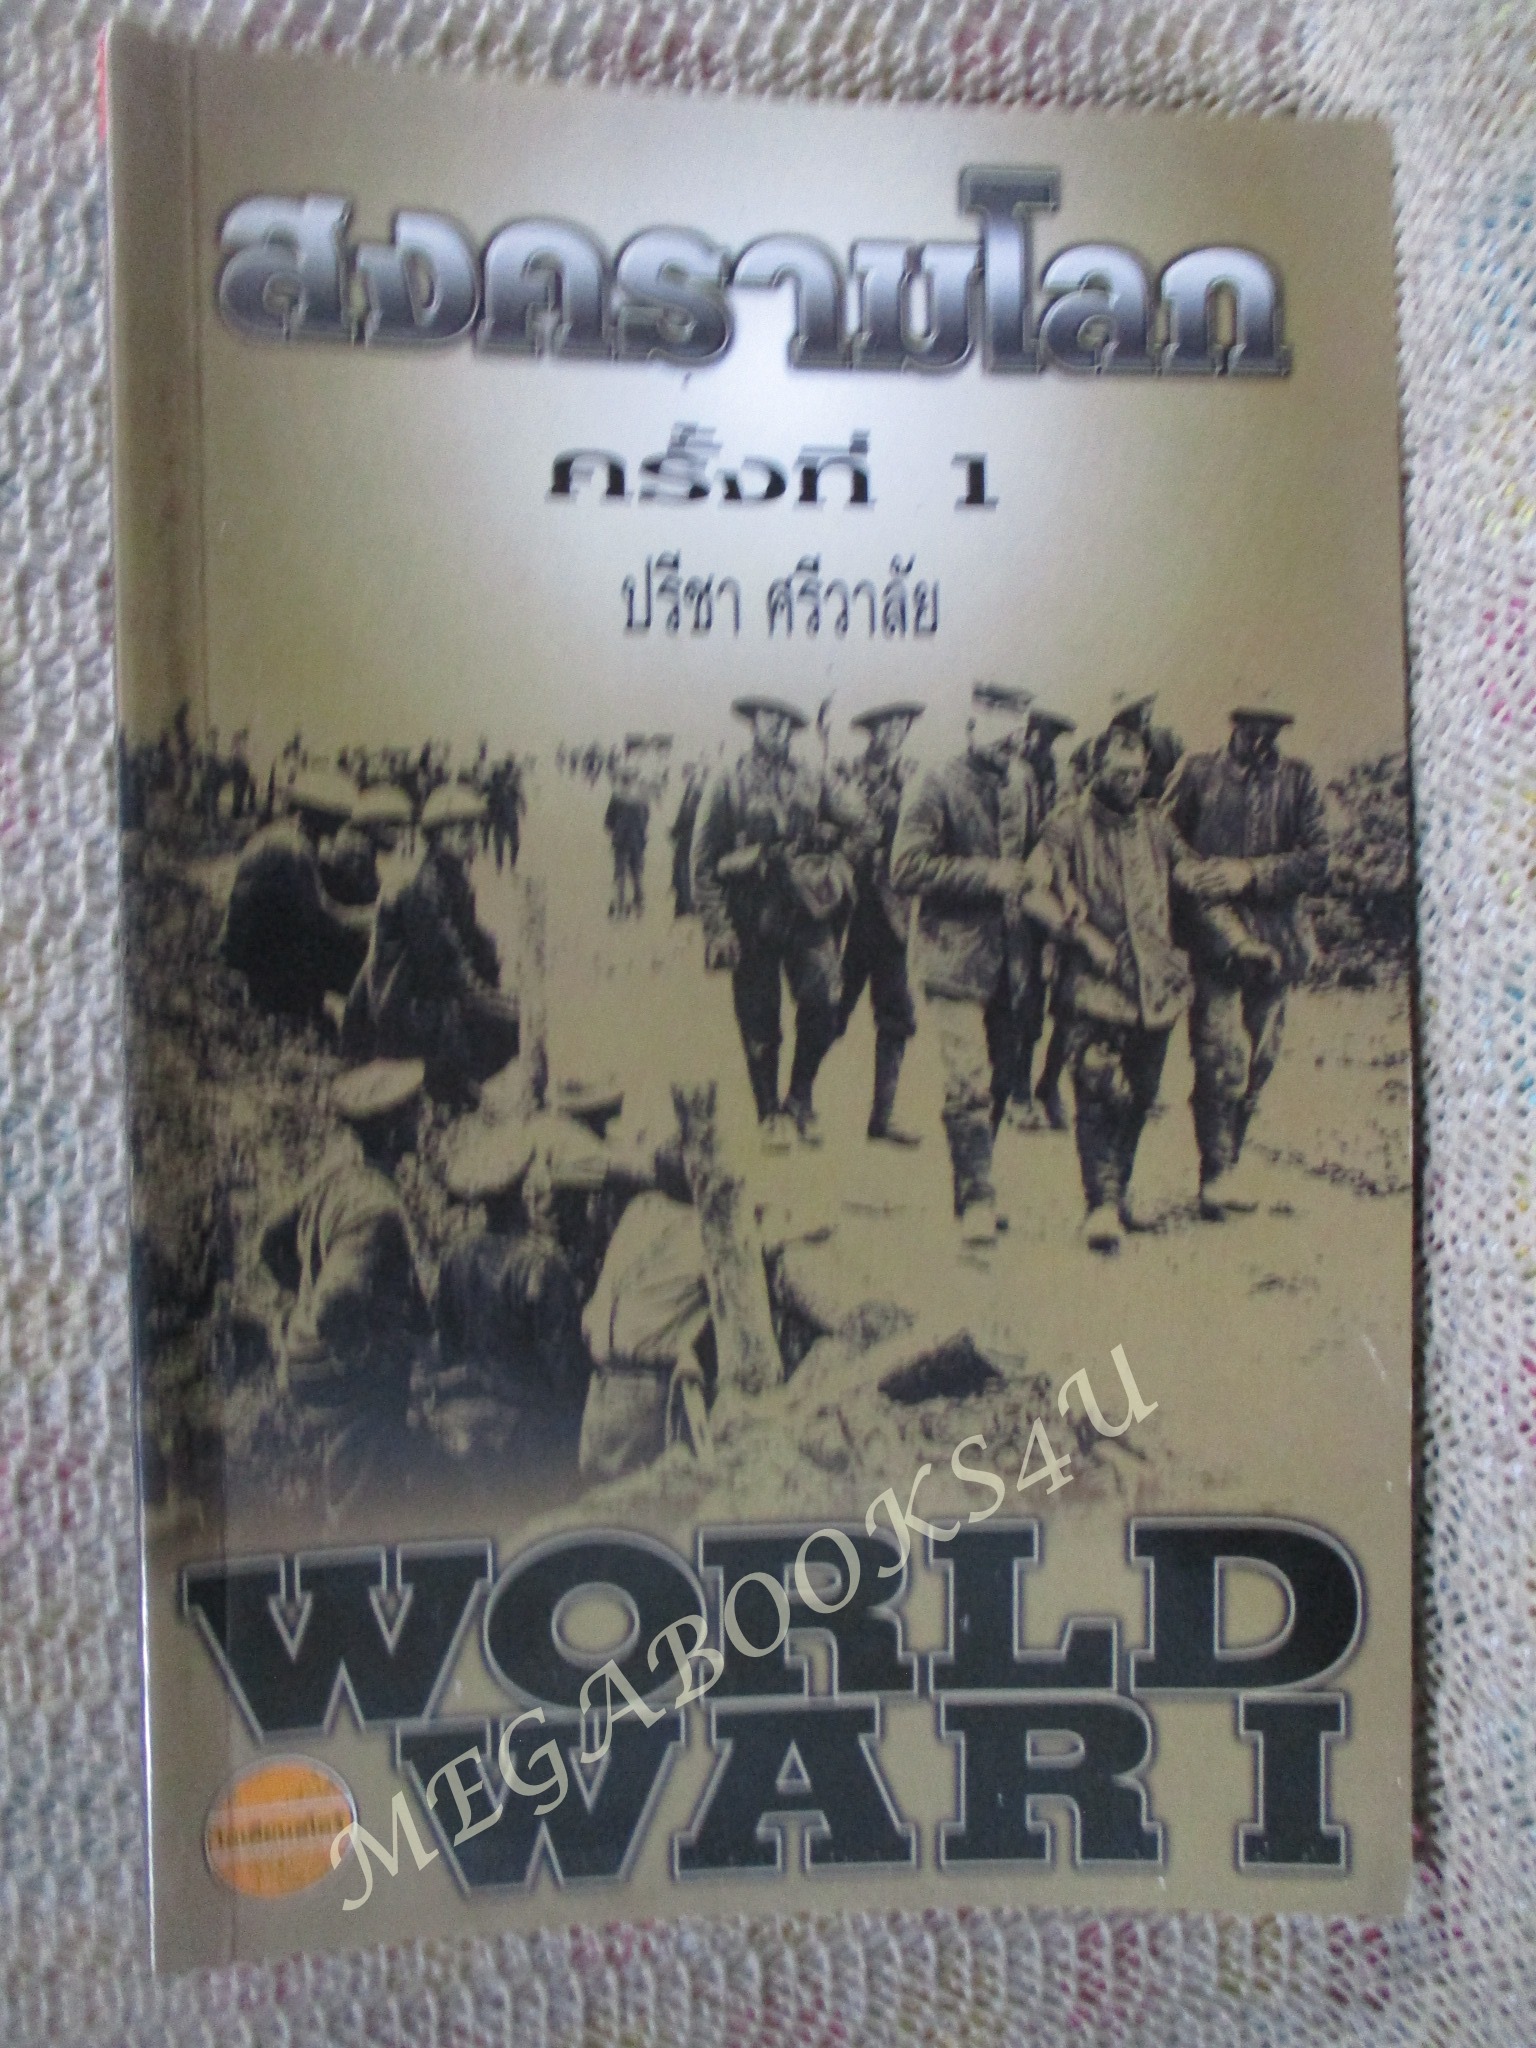 สงครามโลก
ครั้งที่ 1
ปรีชา ศรีวาลัย
WORLD
WAR I
MEGABOOKS4U